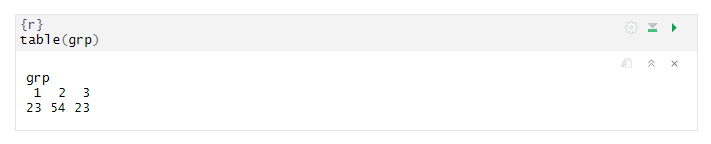 {r}
table(grp)
grp
1 2 3
23 54 23